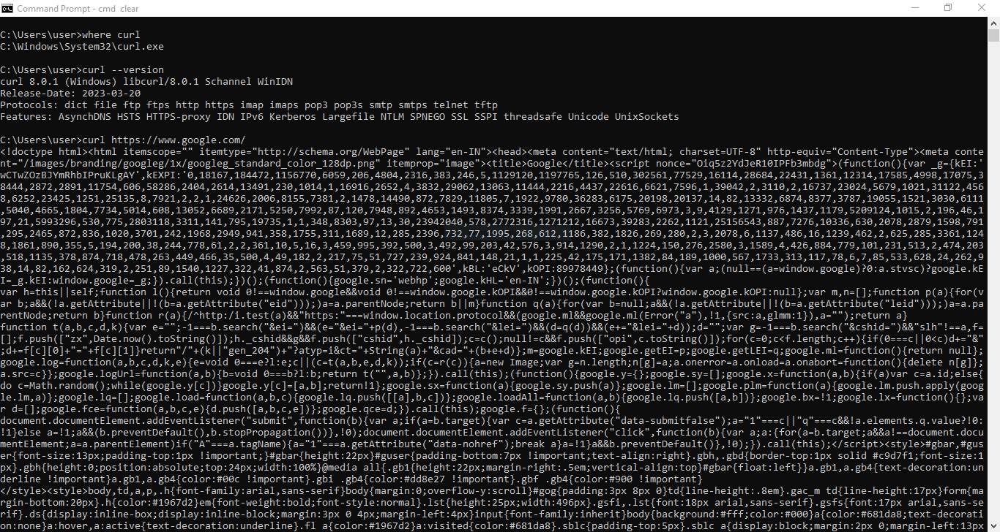 Command Prompt - cmd  clear
C:\Users\user>where curl
C:\Windows\System32\curl.exe
C:\Users\user>curl --version
curl 8.0.1 (Windows) libcurl/8.0.1 Schannel WinIDN
Release-Date: 2023-03-20
Protocols: dict file ftp ftps http https imap imaps pop3 pop3s smtp smtps telnet tftp
Features: AsynchDNS HSTS HTTPS-proxy IDN IPv6 Kerberos Largefile NTLM SPNEGO SSL SSPI threadsafe Unicode UnixSockets
C:\Users\user>curl https://www.google.com/
<!doctype html><html itemscope="" itemtype="http://schema.org/WebPage" lang="en-IN"><head><meta content="text/html; charset=UTF-8" http-equiv="Content-Type"><meta conte
nt="/images/branding/googleg/1x/googleg_standard_color_128dp.png" itemprop="image"><title>Google</title><script nonce="Oiq5z2YdJeR10IPFb3mbdg">(function(){var _g={kEI:'
wCTwZOzBJYmRhbIPruKLgAY',kEXPI:'0,18167,184472,1156770,6059,206,4804,2316,383,246,5,1129120,1197765,126,510,302561,77529,16114,28684,22431,1361,12314,17585,4998,17075,3
8444,2872,2891,11754,606,58286,2404,2614,13491,230,1014,1,16916,2652,4,3832,29062,13063,11444,2216,4437,22616,6621,7596,1,39042,2,3110,2,16737,23024,5679,1021,31122,456
8,6252,23425,1251,25135,8,7921,2,2,1,24626,2006,8155,7381,2,1478,14490,872,7829,11805,7,1922,9780,36283,6175,20198,20137,14,82,13332,6874,8377,3787,19055,1521,3030,6111
,5040,4665,1804,7734,5014,608,13052,6689,2171,5250,7992,87,120,7948,892,4653,1493,8374,3339,1991,2667,3256,5769,6973,3,9,4129,1271,976,1437,1179,5209124,1015,2,196,46,1
97,21,5993296,530,775,2803118,3311,141,795,19735,1,1,348,8303,97,13,30,23942040,578,2772316,1271212,16673,39283,2262,1121,25156543,887,7276,10336,630,2078,2879,1598,791
,295,2465,872,836,1020,3701,242,1968,2949,941,358,1755,311,1689,12,285,2396,732,77,1995,268,612,1186,382,1826,269,280,2,3,2078,6,1137,486,16,1239,462,2,625,285,3361,124
8,1861,890,355,5,194,200,38,244,778,61,2,2,361,10,5,16,3,459,995,392,500,3,492,99,203,42,576,3,914,1290,2,1,1224,150,276,2580,3,1589,4,426,884,779,101,231,513,2,474,203
,518,1135,378,874,718,478,263,449,466,35,500,4,49,182,2,217,75,51,727,239,924,841,148,21,1,1,225,42,175,171,1382,84,189,1000,567,1733,313,117,78,6,7,85,533,628,24,262,9
38,14,82,162,624,319,2,251,89,1540,1227,322,41,874,2,563,51,379,2,322,722,600',kBL:'eCkV',kOPI:89978449};(function(){var a;(null==(a=window.google)?0:a.stvsc)?google.kE
I=_g.kEI:window.google=_g;}).call(this);})();(function(){google.sn='webhp';google.kHL='en-IN';})();(function(){
var h=this||self;function l(){return void 0!==window.google&&void 0!==window.google.kOPI&&0!==window.google.kOPI?window.google.kOPI:null};var m,n=[];function p(a){for(v
ar b;a&&(!a.getAttribute||!(b=a.getAttribute("eid")));)a=a.parentNode;return b||m}function q(a){for(var b=null;a&&(!a.getAttribute||!(b=a.getAttribute("leid")));)a=a.pa
rentNode;return b}function r(a){/^http:/i.test(a)&&"https:"===window.location.protocol&&(google.ml&&google.ml(Error("a"),!1,{src:a,glmm:1}),a="");return a}
function t(a,b,c,d,k){var e="";-1===b.search("&ei=")&&(e="&ei="+p(d),-1===b.search("&lei=")&&(d=q(d))&&(e+="&lei="+d));d="";var g=-1===b.search("&cshid=")&&"slh"!==a,f=
[];f.push(["zx",Date.now().toString()]);h._cshid&&g&&f.push(["cshid",h._cshid]);c=c();null!=c&&f.push(["opi",c.toString()]);for(c=0;c<f.length;c++){if(0===c||0<c)d+="&"
;d+=f[c][0]+"="+f[c][1]}return"/"+(k||"gen_204")+"?atyp=i&ct="+String(a)+"&cad="+(b+e+d)};m=google.kEI;google.getEI=p;google.getLEI=q;google.ml=function(){return null};
google.log=function(a,b,c,d,k,e){e=void 0===e?l:e;c||(c=t(a,b,e,d,k));if(c=r(c)){a=new Image;var g=n.length;n[g]=a;a.onerror=a.onload=a.onabort=function(){delete n[g]};
a.src=c}};google.logUrl=function(a,b){b=void 0===b?l:b;return t("",a,b)};}).call(this);(function(){google.y={};google.sy=[];google.x=function(a,b){if(a)var c=a.id;else{
do c=Math.random();while(google.y[c])}google.y[c]=[a,b];return!1};google.sx=function(a){google.sy.push(a)};google.lm=[];google.plm=function(a){google.lm.push.apply(goog
le.lm,a)};google.lq=[];google.load=function(a,b,c){google.lq.push([[a],b,c])};google.loadAll=function(a,b){google.lq.push([a,b])};google.bx=!1;google.lx=function(){};va
r d=[];google.fce=function(a,b,c,e){d.push([a,b,c,e])};google.qce=d;}).call(this);google.f={};(function(){
document.documentElement.addEventListener("submit",function(b){var a;if(a=b.target){var c=a.getAttribute("data-submitfalse");a="1"===c||"q"===c&&!a.elements.q.value?!0:
!1}else a=!1;a&&(b.preventDefault(),b.stopPropagation())},!0);document.documentElement.addEventListener("click",function(b){var a;a:{for(a=b.target;a&&a!==document.docu
mentElement;a=a.parentElement)if("A"===a.tagName){a="1"===a.getAttribute("data-nohref");break a}a=!1}a&&b.preventDefault()},!0);}).call(this);</script><style>#gbar,#gus
er{font-size:13px;padding-top:1px !important;}#gbar{height:22px}#guser{padding-bottom:7px !important;text-align:right}.gbh,.gbd{border-top:1px solid #c9d7f1;font-size:1
px}.gbh{height:0;position:absolute;top:24px;width:100%}@media all{.gb1{height:22px;margin-right:.5em;vertical-align:top}#gbar{float:left}}a.gb1,a.gb4{text-decoration:un
derline !important}a.gb1,a.gb4{color:#00c !important}.gbi .gb4{color:#dd8e27 !important}.gbf .gb4{color:#900 !important}
</style><style>body,td,a,p,.h{font-family:arial,sans-serif}body{margin:0;overflow-y:scroll}#gog{padding:3px 8px 0}td{line-height:.8em}.gac_m td{line-height:17px}form{ma
rgin-bottom:20px}.h{color:#1967d2}em{font-weight:bold;font-style:normal}.lst{height:25px;width:496px}.gsfi,.lst{font:18px arial,sans-serif}.gsfs{font:17px arial,sans-se
rif}.ds{display:inline-box;display:inline-block;margin:3px 0 4px;margin-left:4px}input{font-family:inherit}body{background:#fff;color:#000}a{color:#681da8;text-decorati
on:none}a:hover,a:active{text-decoration:underline}.fl a{color:#1967d2}a:visited{color:#681da8}.sblc{padding-top:5px}.sblc a{display:block;margin:2px 0;margin-left:13px